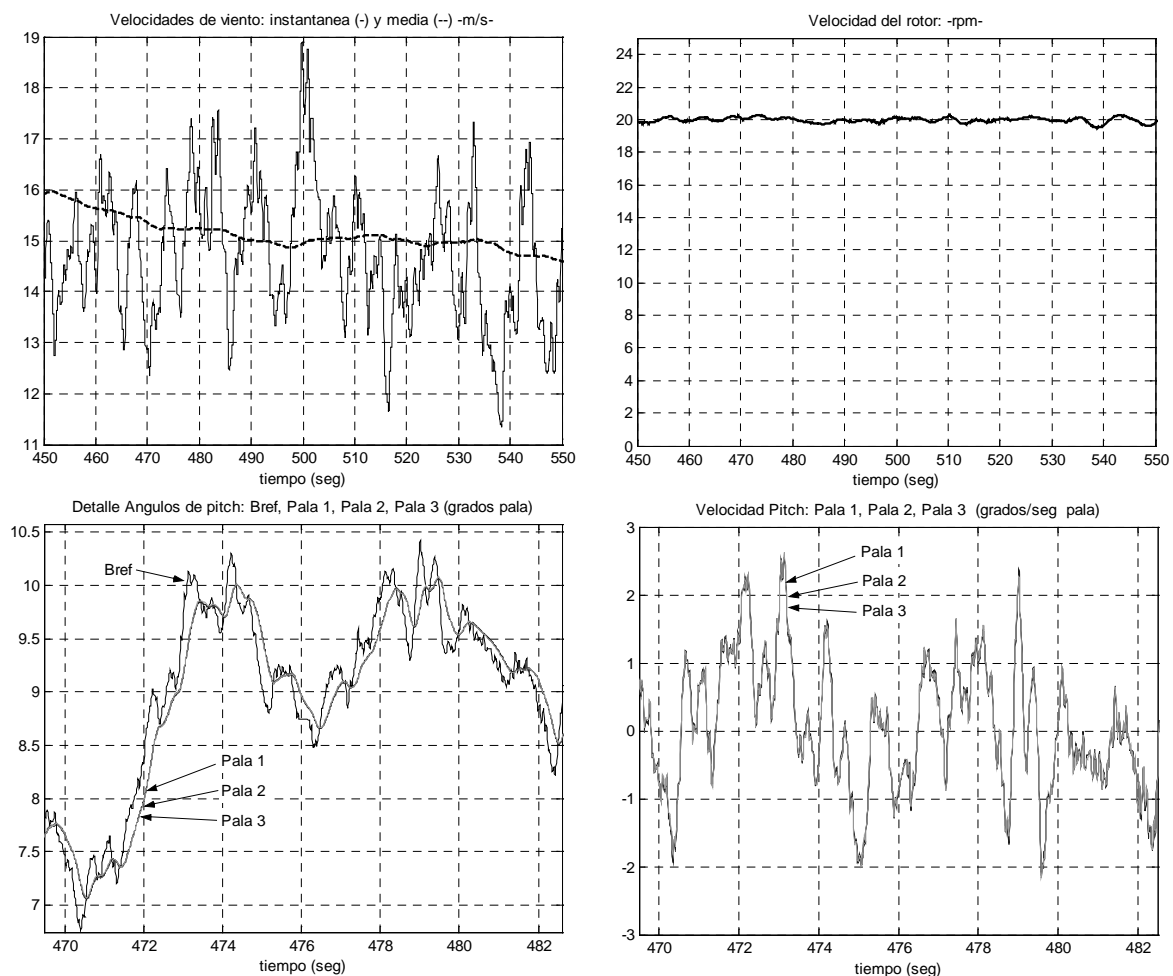 Velocidades de viento: instantanea (-) y media (--) -m/s-
19
18
17
16
15
14
13
12
11
450 460 470 480 490 500 510 520 530 540 550
tiempo (seg)
Velocidad del rotor: -rpm-
24
22
20
18
16
14
12
10
8
6
4
2
0
450 460 470 480 490 500 510 520 530 540 550
tiempo (seg)
Detalle Angulos de pitch: Bref, Pala 1, Pala 2, Pala 3 (grados pala)
10.5
Bref
10
9.5
9
8.5
Pala 1
8
Pala 2
Pala 3
7.5
7
470 472 474 476 478 480 482
tiempo (seg)
Velocidad Pitch: Pala 1, Pala 2, Pala 3 (grados/seg pala)
3
Pala 1
Pala 2
2
Pala 3
1
0
-1
-2
-3
470 472 474 476 478 480 482
tiempo (seg)